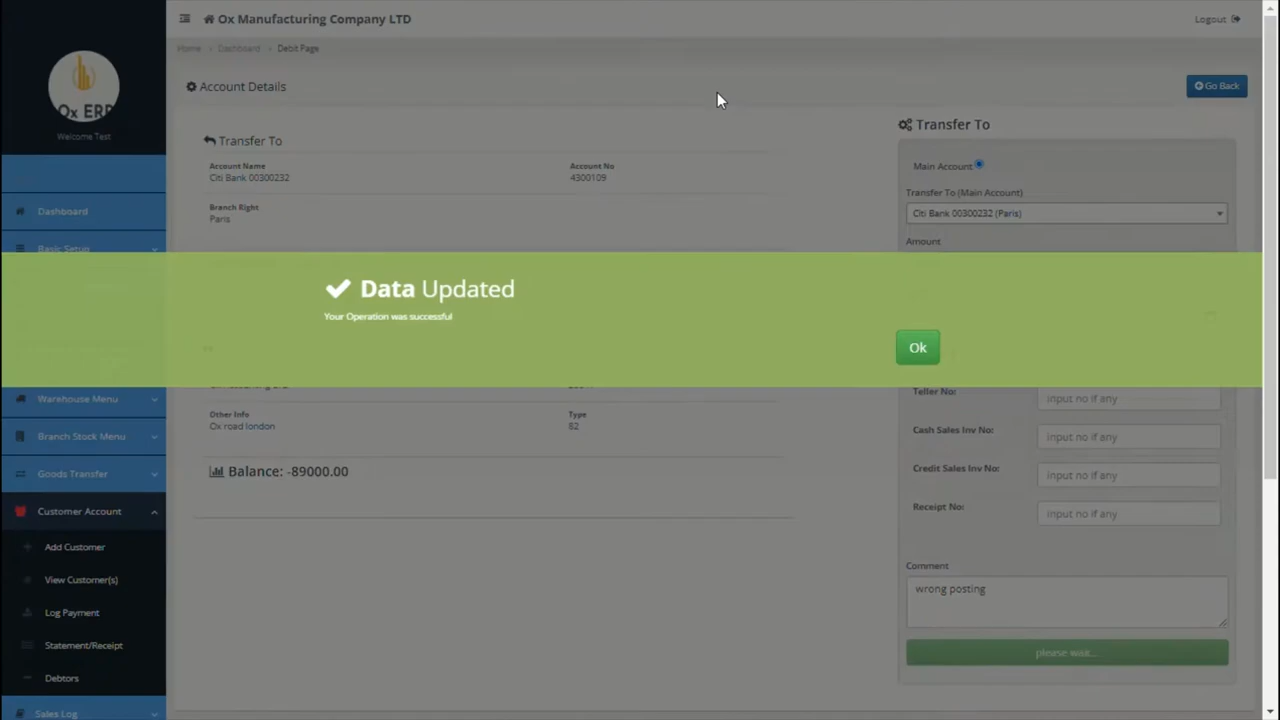 Ox Manufacturing Company LTD
Logout
Home > Dashboard > Debit Page
Ox ERP
Welcome Test
Account Details
Go Back
Transfer To
Account Name
Account No
Citi Bank 00300232
4300109
Branch Right
Paris
Transfer To
Main Account
Transfer To (Main Account)
Citi Bank 00300232 (Paris)
Amount
Dashboard
Basic Setup
Data Updated
Your Operation was successful
Ok
Warehouse Menu
Branch Stock Menu
Goods Transfer
Customer Account
Add Customer
View Customer(s)
Log Payment
Statement/Receipt
Debtors
Sales Log
Other Info
Type
Ox road london
82
Balance: -89000.00
Teller No:
input no if any
Cash Sales Inv No:
input no if any
Credit Sales Inv No:
input no if any
Receipt No:
input no if any
Comment
wrong posting
please wait...